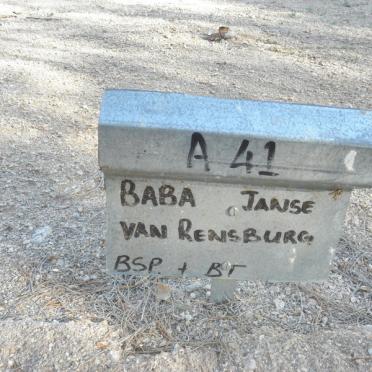 A 41
BABA JANSE
VAN RENSBURG
BSP. + BT